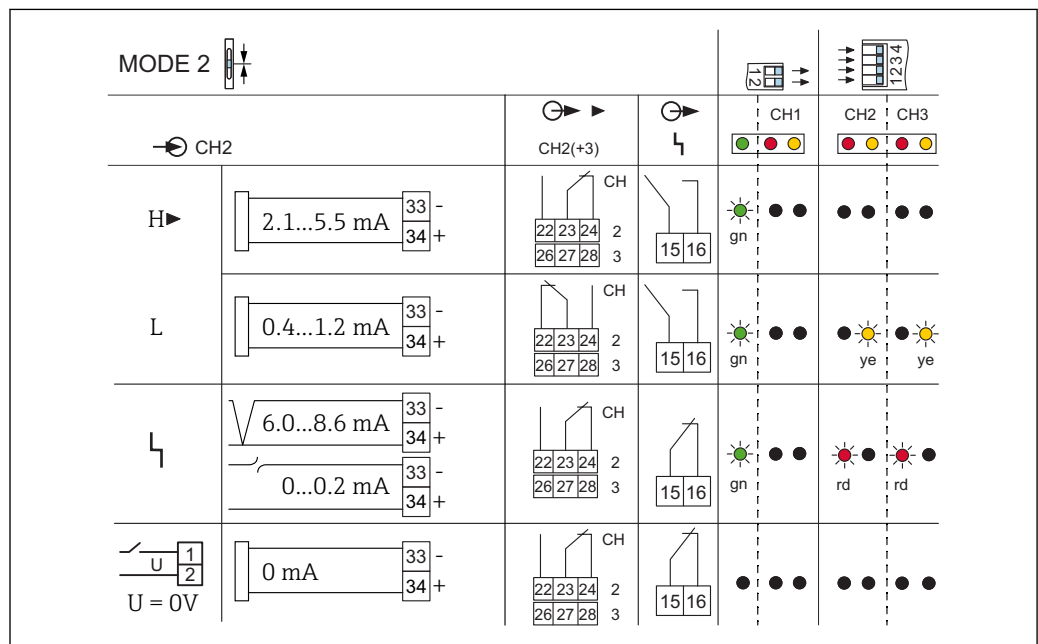 MODE 2
1 2
1 2 3 4
CH2
CH2(+3)
CH1
CH2 CH3
H
2.1...5.5 mA
33 -
34 +
CH
22 23 24 2
26 27 28 3
15 16
gn
L
0.4...1.2 mA
33 -
34 +
CH
22 23 24 2
26 27 28 3
15 16
gn
ye
ye
6.0...8.6 mA
33 -
34 +
0...0.2 mA
33 -
34 +
CH
22 23 24 2
26 27 28 3
15 16
gn
rd
rd
U
1
2
U = 0V
0 mA
33 -
34 +
CH
22 23 24 2
26 27 28 3
15 16